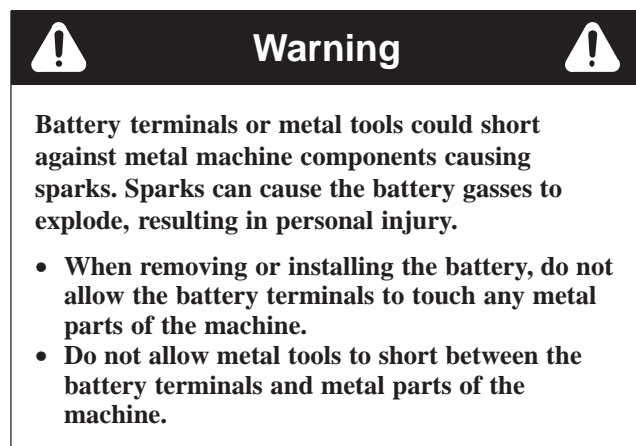 Warning
Battery terminals or metal tools could short
against metal machine components causing
sparks. Sparks can cause the battery gasses to
explode, resulting in personal injury.
• When removing or installing the battery, do not
allow the battery terminals to touch any metal
parts of the machine.
• Do not allow metal tools to short between the
battery terminals and metal parts of the
machine.